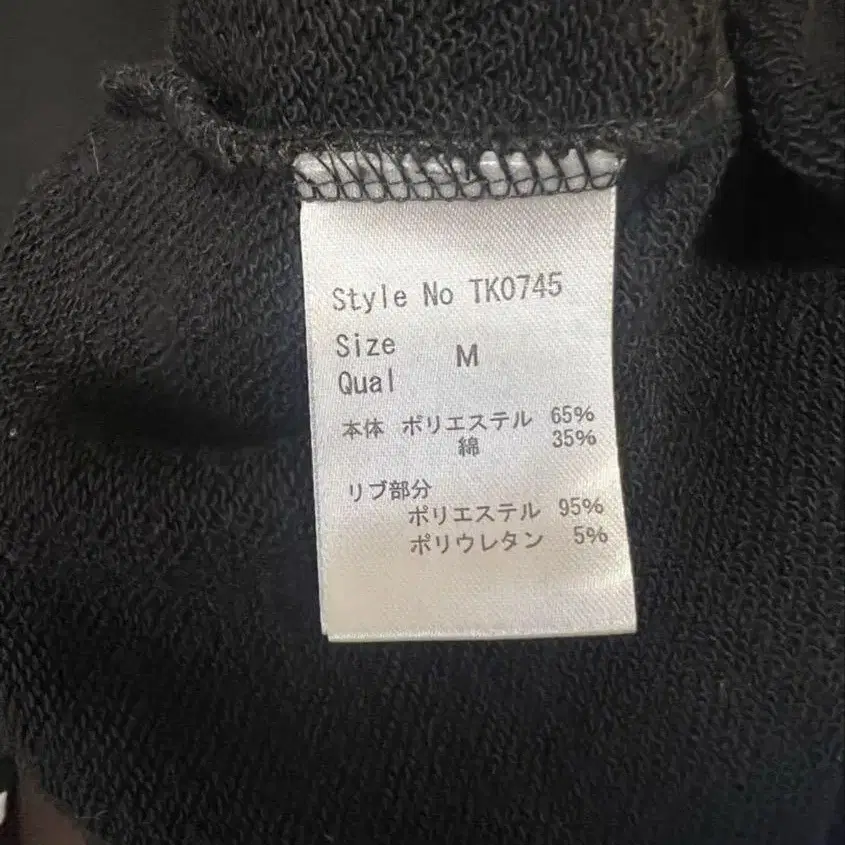 Style No TK0745
Size M
Qual
本体 ポリエステル 65%
綿 35%
リブ部分
ポリエステル 95%
ポリウレタン 5%